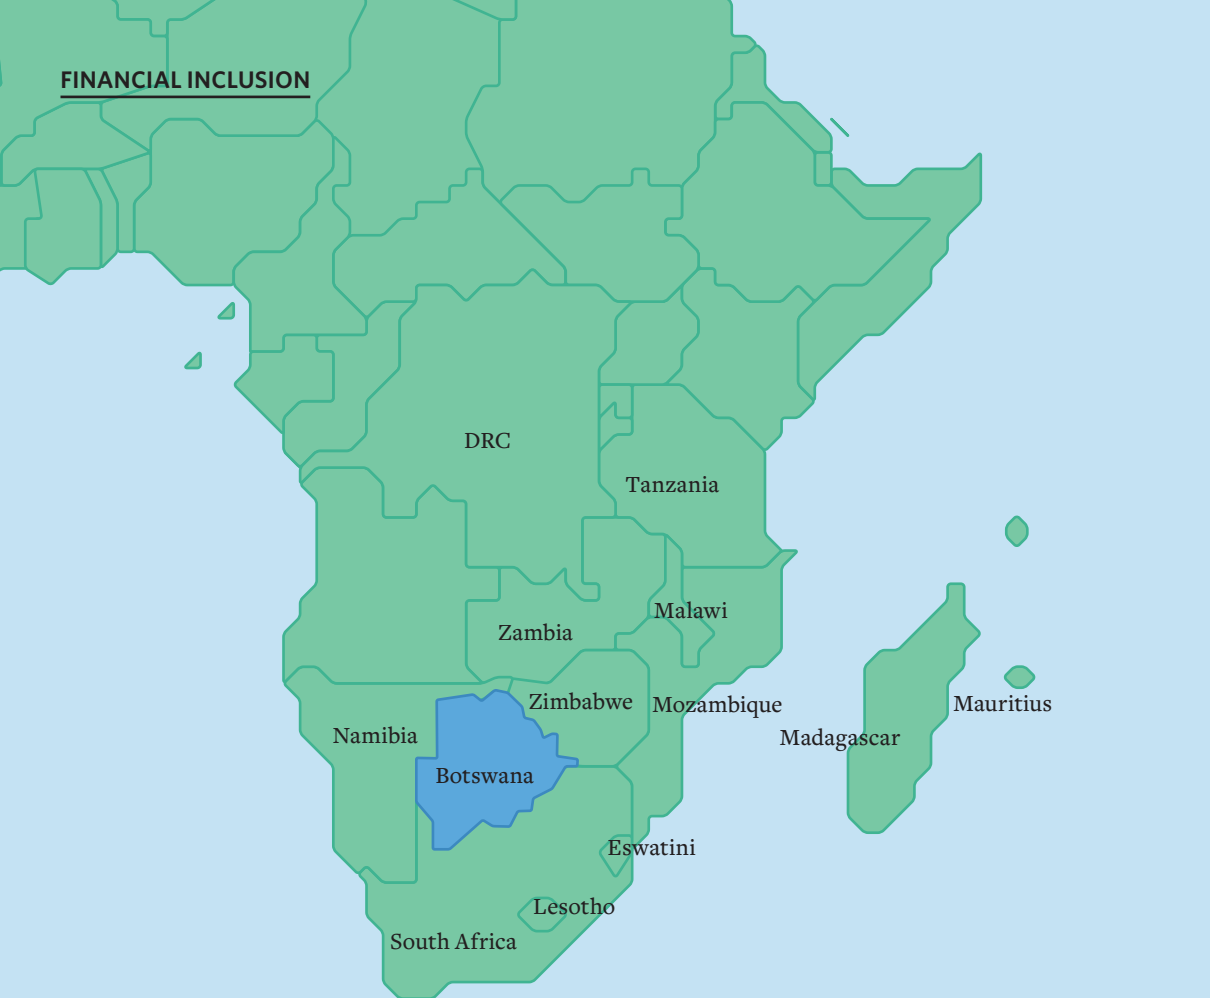 FINANCIAL INCLUSION
DRC
Tanzania
Malawi
Zambia
Zimbabwe
Mozambique
Mauritius
Namibia
Madagascar
Botswana
Eswatini
Lesotho
South Africa